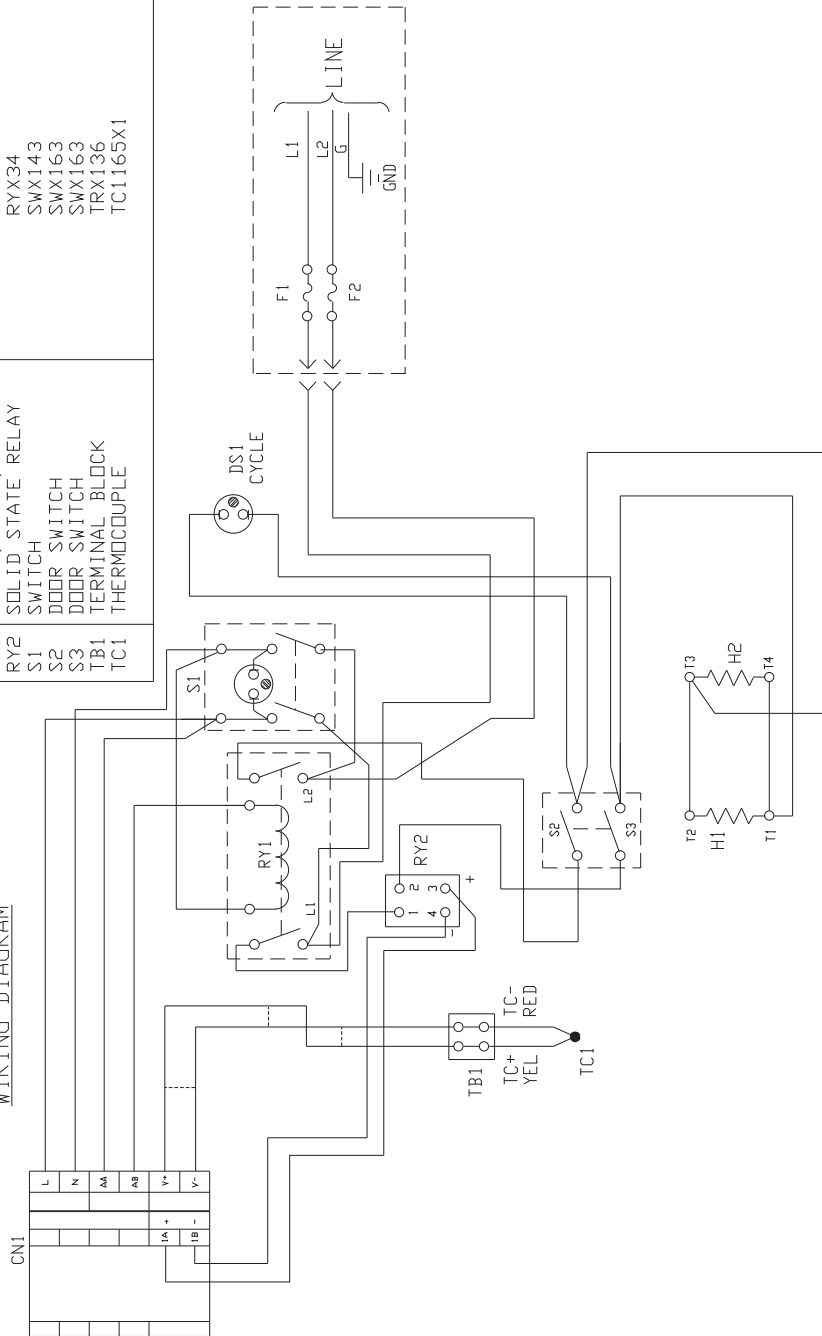 RY2 SOLID STATE RELAY RYX34
S1 SWITCH SWX143
S2 DOOR SWITCH SWX163
S3 DOOR SWITCH SWX163
TB1 TERMINAL BLOCK TRX136
TC1 THERMOCOUPLE TC1165X1
WIRING DIAGRAM
LINE
L1
L2
G
GND
F1
F2
DS1
CYCLE
S1
L2
RY1
L1
RY2
1 2
4 3
- +
S2
S3
T3
H2
T4
T2
H1
T1
TB1
TC+
YEL
TC-
RED
TC1
CN1
L
N
AA
AB
V+
V-
1A +
1B -